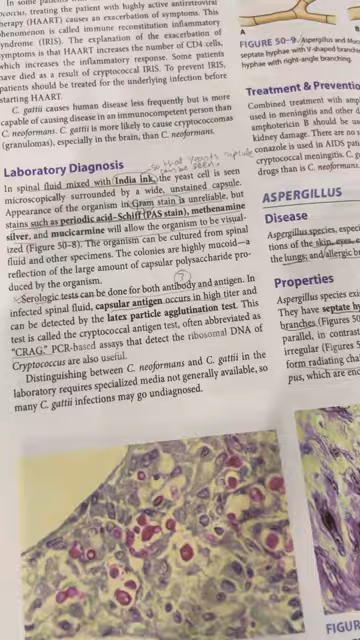 In some patients
ococcus, treating the patient with highly active antiretroviral
therapy (HAART) causes an exacerbation of symptoms. This
phenomenon is called immune reconstitution inflammatory
syndrome (IRIS). The explanation of the exacerbation of
symptoms is that HAART increases the number of CD4 cells,
which increases the inflammatory response. Some patients
have died as a result of cryptococcal IRIS. To prevent IRIS,
patients should be treated for the underlying infection before
starting HAART.
C. gattii causes human disease less frequently but is more
capable of causing disease in an immunocompetent person than
C. neoformans. C. gattii is more likely to cause cryptococcomas
(granulomas), especially in the brain, than C. neoformans.
Laboratory Diagnosis
so that yeasts
can be seen
In spinal fluid mixed with India ink, the yeast cell is seen
microscopically surrounded by a wide, unstained capsule.
Appearance of the organism in Gram stain is unreliable, but
stains such as periodic acid–Schiff (PAS stain), methenamine
silver, and mucicarmine will allow the organism to be visual-
ized (Figure 50–8). The organism can be cultured from spinal
fluid and other specimens. The colonies are highly mucoid—a
reflection of the large amount of capsular polysaccharide pro-
duced by the organism.
Serologic tests can be done for both antibody and antigen. In
infected spinal fluid, capsular antigen occurs in high titer and
can be detected by the latex particle agglutination test. This
test is called the cryptococcal antigen test, often abbreviated as
"CRAG." PCR-based assays that detect the ribosomal DNA of
Cryptococcus are also useful.
Distinguishing between C. neoformans and C. gattii in the
laboratory requires specialized media not generally available, so
many C. gattii infections may go undiagnosed.
A
B
FIGURE 50–9. Aspergillus and
septate hyphae with V-shaped branch
hyphae with right-angle branching.
Treatment & Preventio
Combined treatment with
used in meningitis and other d
amphotericin B should be us
kidney damage. There are no
conazole is used in AIDS pat
cryptococcal meningitis. C. g
drugs than is C. neoformans.
ASPERGILLUS
Disease
Aspergillus species, especi
tions of the skin, eyes, e
the lungs; and allergic br
Properties
Aspergillus species exi
They have septate hy
branches (Figures 50
parallel, in contrast
irregular (Figures 5
form radiating cha
pus, which are end
FIGUR